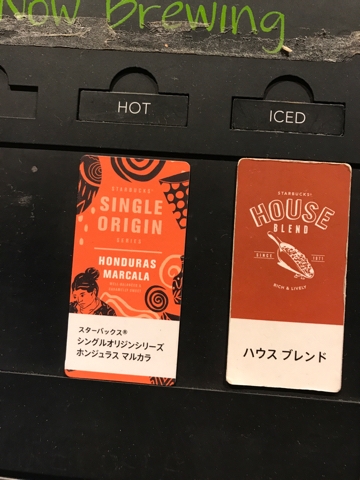 Now Brewing
HOT
ICED
STARBUCKS®
SINGLE
ORIGIN
SERIES
HONDURAS
MARCALA
スターバックス®
シングルオリジンシリーズ
ホンジュラス マルカラ
STARBUCKS®
HOUSE
BLEND
SINCE 1971
RICH & LIVELY
ハウス ブレンド